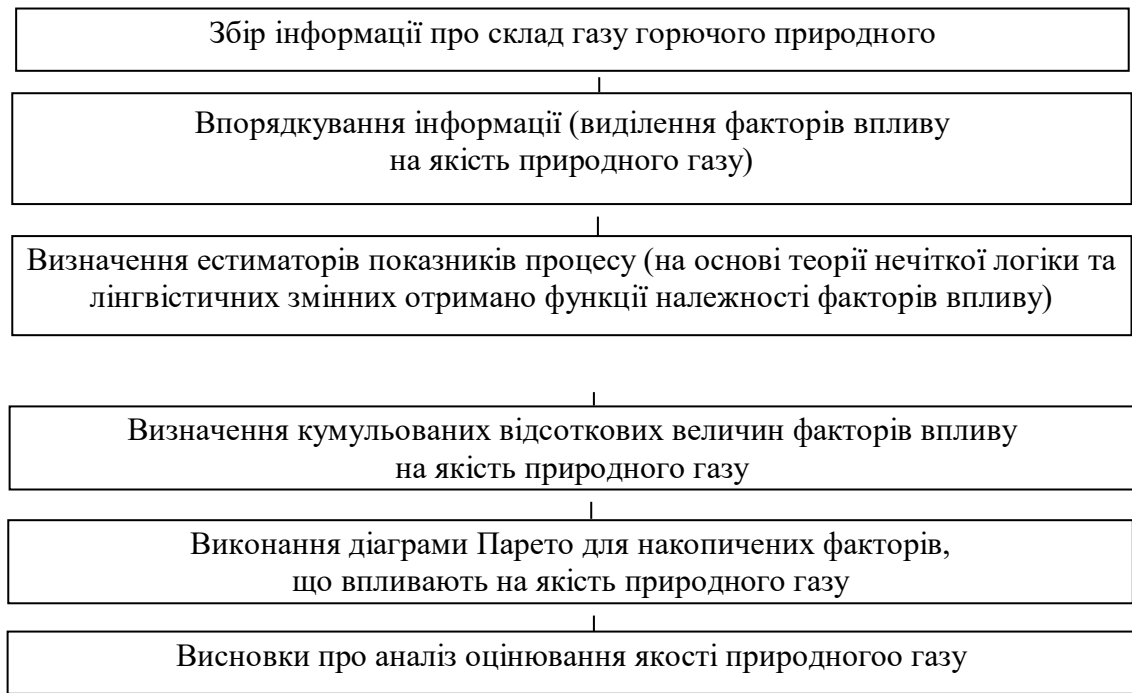 Збір інформації про склад газу горючого природного
Впорядкування інформації (виділення факторів впливу
на якість природного газу)
Визначення естиматорів показників процесу (на основі теорії нечіткої логіки та
лінгвістичних змінних отримано функції належності факторів впливу)
Визначення кумульованих відсоткових величин факторів впливу
на якість природного газу
Виконання діаграми Парето для накопичених факторів,
що впливають на якість природного газу
Висновки про аналіз оцінювання якості природногоо газу